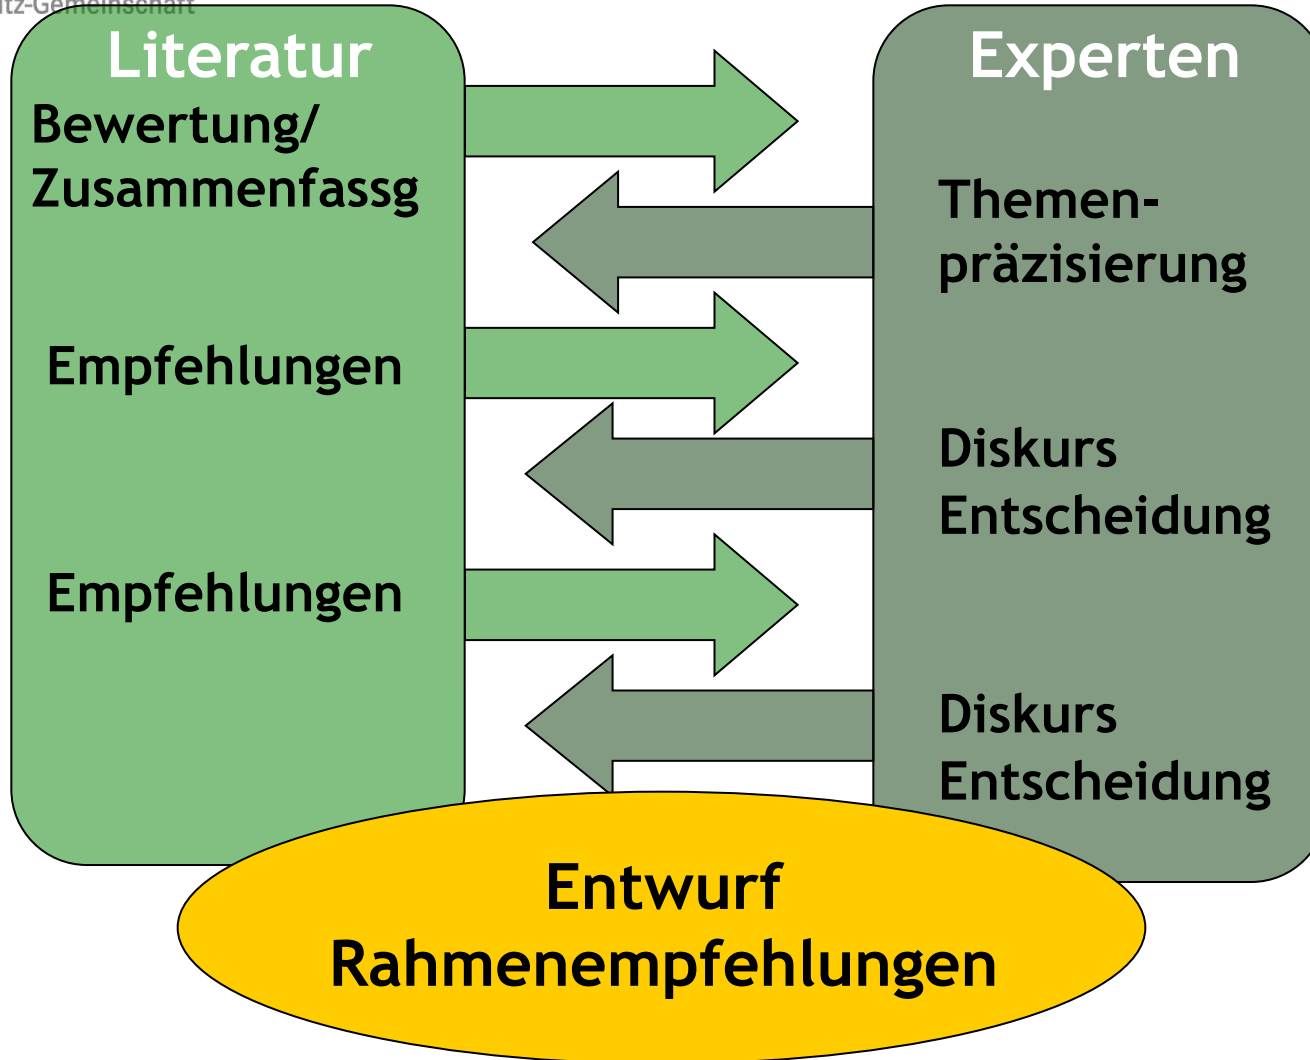 Literatur
Bewertung/
Zusammenfassg
Empfehlungen
Empfehlungen
Experten
Themen-
präzisierung
Diskurs
Entscheidung
Diskurs
Entscheidung
Entwurf
Rahmenempfehlungen